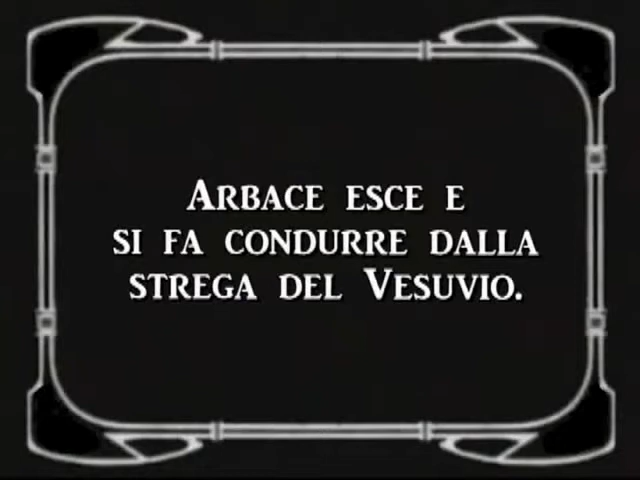 Arbace esce e
si fa condurre dalla
strega del Vesuvio.